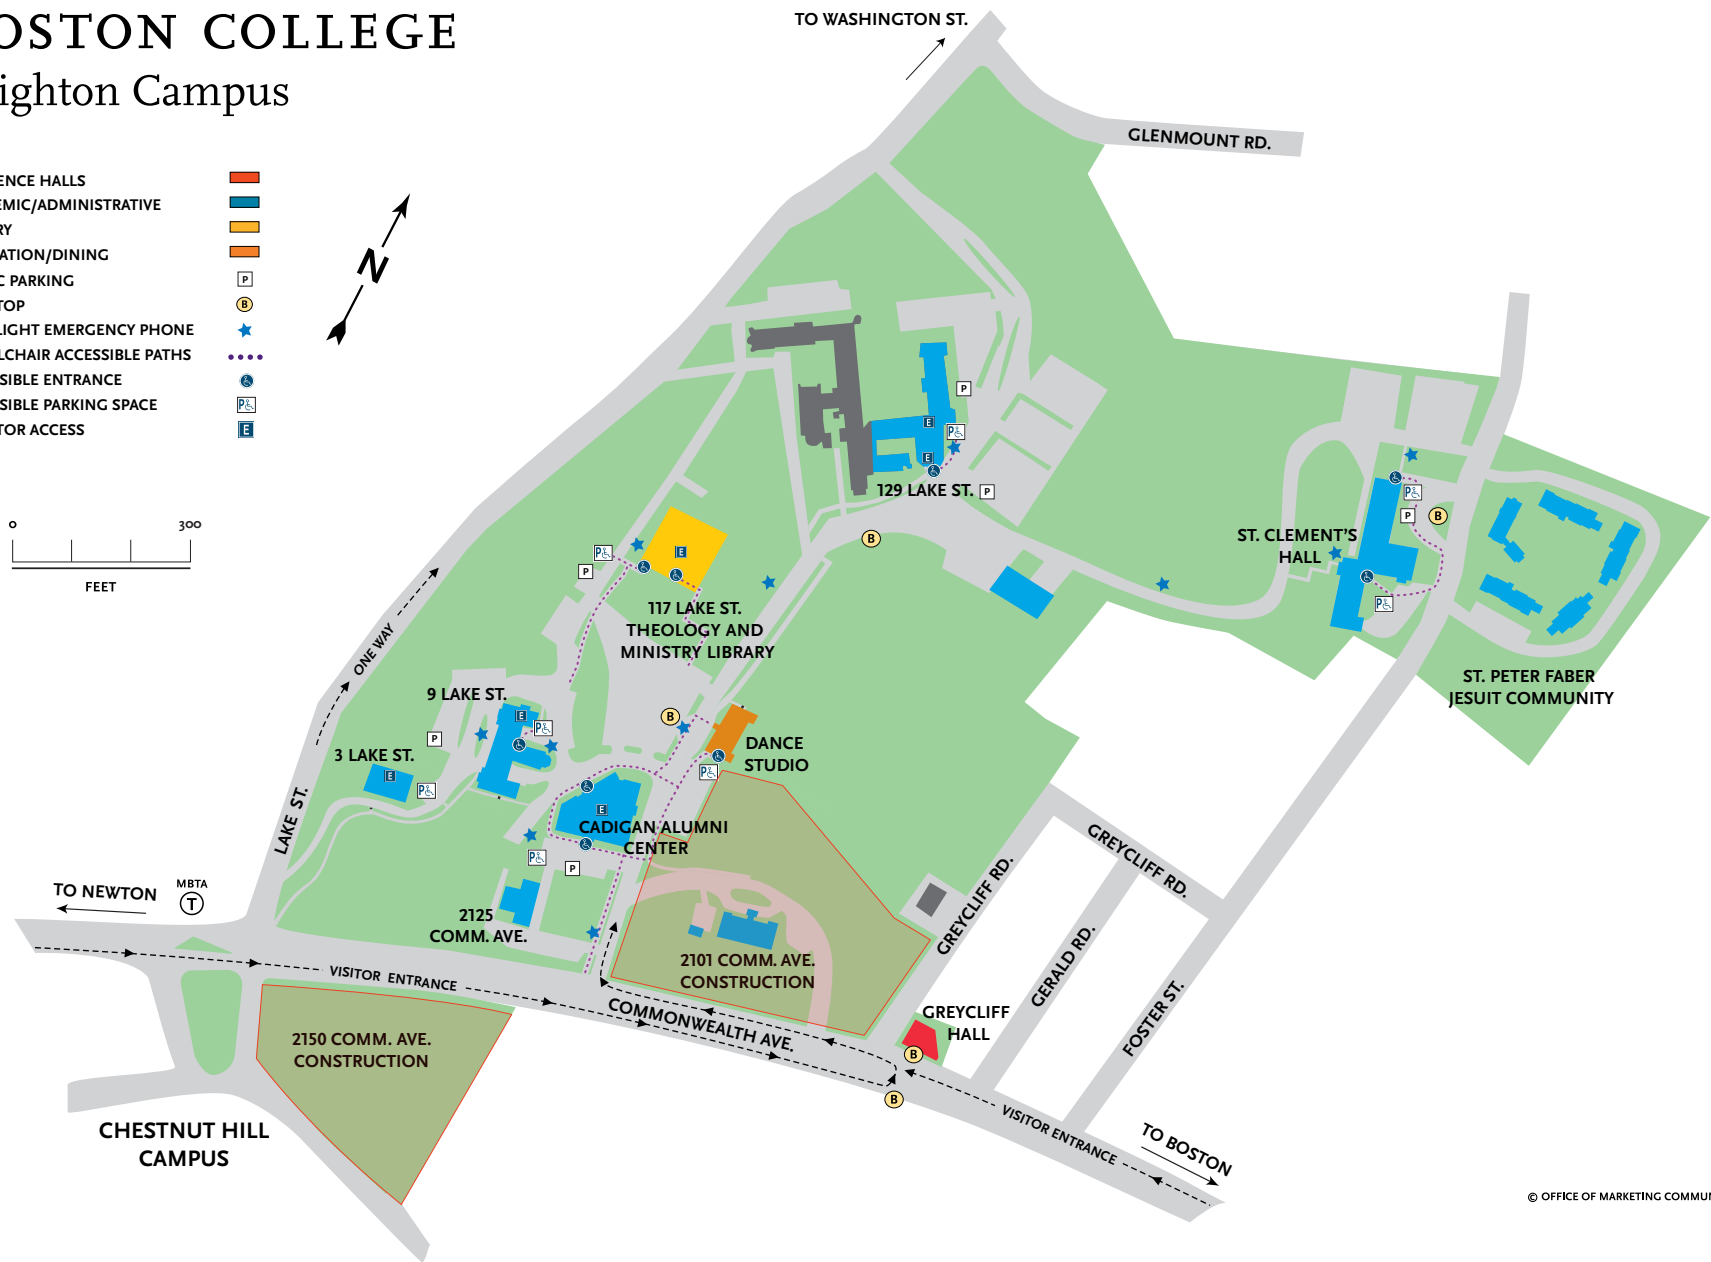 OSTON COLLEGE
ighton Campus
ENCE HALLS
EMIC/ADMINISTRATIVE
RY
ATION/DINING
C PARKING
P
TOP
B
LIGHT EMERGENCY PHONE
LCHAIR ACCESSIBLE PATHS
SIBLE ENTRANCE
SIBLE PARKING SPACE
P
TOR ACCESS
E
N
0
300
FEET
TO WASHINGTON ST.
GLENMOUNT RD.
P
E
P
E
129 LAKE ST.
P
B
P
P
B
ST. CLEMENT'S
HALL
P
ST. PETER FABER
JESUIT COMMUNITY
P
E
P
117 LAKE ST.
THEOLOGY AND
MINISTRY LIBRARY
ONE WAY
9 LAKE ST.
E
P
P
B
3 LAKE ST.
E
P
DANCE
STUDIO
P
LAKE ST.
E
CADIGAN ALUMNI
CENTER
P
P
TO NEWTON
MBTA
T
2125
COMM. AVE.
GREYCLIFF RD.
GREYCLIFF RD.
GERALD RD.
FOSTER ST.
2101 COMM. AVE.
CONSTRUCTION
VISITOR ENTRANCE
COMMONWEALTH AVE.
GREYCLIFF
HALL
B
B
2150 COMM. AVE.
CONSTRUCTION
VISITOR ENTRANCE
TO BOSTON
CHESTNUT HILL
CAMPUS
© OFFICE OF MARKETING COMMU